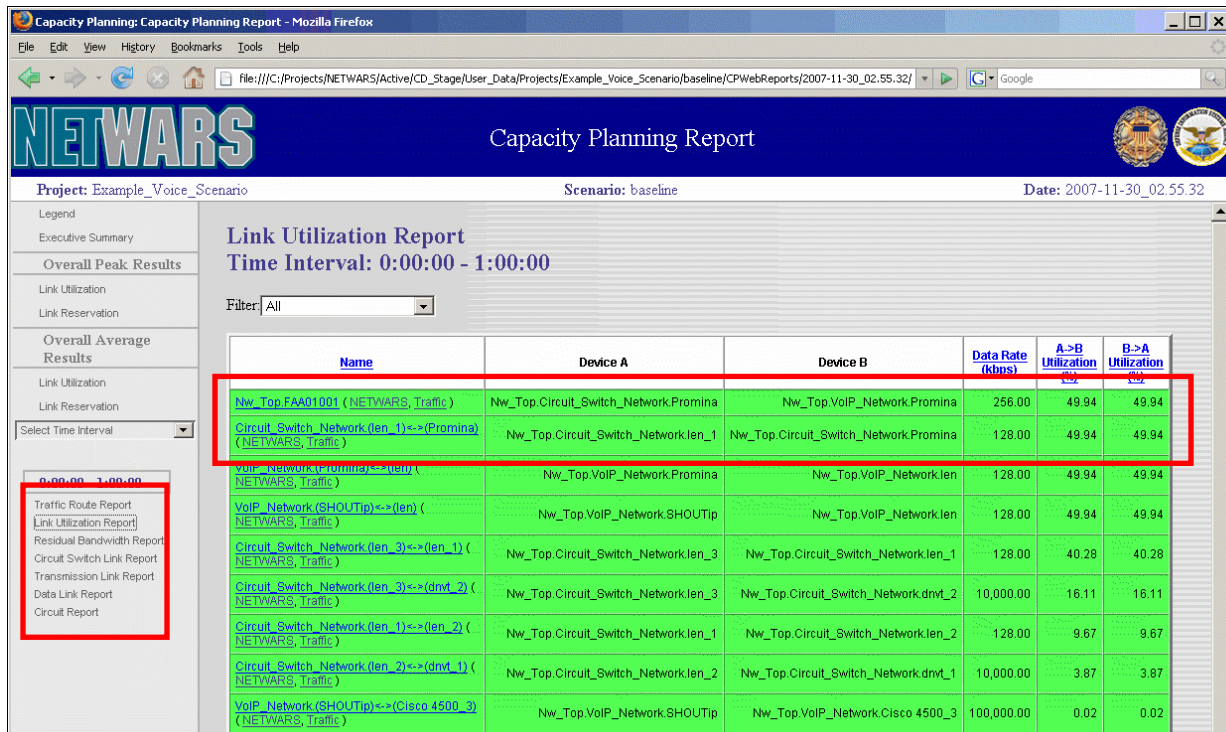 Capacity Planning: Capacity Planning Report - Mozilla Firefox
File Edit View History Bookmarks Tools Help
file:///C:/Projects/NETWARS/Active/CD_Stage/User_Data/Projects/Example_Voice_Scenario/baseline/CPWebReports/2007-11-30_02.55.32/
Google
NETWARS
Capacity Planning Report
Project: Example_Voice_Scenario
Scenario: baseline
Date: 2007-11-30_02.55.32
Legend
Executive Summary
Overall Peak Results
Link Utilization
Link Reservation
Overall Average
Results
Link Utilization
Link Reservation
Select Time Interval
0:00:00 - 1:00:00
Traffic Route Report
Link Utilization Report
Residual Bandwidth Report
Circuit Switch Link Report
Transmission Link Report
Data Link Report
Circuit Report
Link Utilization Report
Time Interval: 0:00:00 - 1:00:00
Filter: All
Name Device A Device B Data Rate (kbps) A->B Utilization (%) B->A Utilization (%)
Nw_Top.FAA01001 ( NETWARS, Traffic ) Nw_Top.Circuit_Switch_Network.Promina Nw_Top.VoIP_Network.Promina 256.00 49.94 49.94
Circuit_Switch_Network.(len_1)<->(Promina)
( NETWARS, Traffic ) Nw_Top.Circuit_Switch_Network.len_1 Nw_Top.Circuit_Switch_Network.Promina 128.00 49.94 49.94
VoIP_Network.(Promina)<->(len) (
NETWARS, Traffic ) Nw_Top.VoIP_Network.Promina Nw_Top.VoIP_Network.len 128.00 49.94 49.94
VoIP_Network.(SHOUTip)<->(len) (
NETWARS, Traffic ) Nw_Top.VoIP_Network.SHOUTip Nw_Top.VoIP_Network.len 128.00 49.94 49.94
Circuit_Switch_Network.(len_3)<->(len_1) (
NETWARS, Traffic ) Nw_Top.Circuit_Switch_Network.len_3 Nw_Top.Circuit_Switch_Network.len_1 128.00 40.28 40.28
Circuit_Switch_Network.(len_3)<->(dnvt_2) (
NETWARS, Traffic ) Nw_Top.Circuit_Switch_Network.len_3 Nw_Top.Circuit_Switch_Network.dnvt_2 10,000.00 16.11 16.11
Circuit_Switch_Network.(len_1)<->(len_2) (
NETWARS, Traffic ) Nw_Top.Circuit_Switch_Network.len_1 Nw_Top.Circuit_Switch_Network.len_2 128.00 9.67 9.67
Circuit_Switch_Network.(len_2)<->(dnvt_1) (
NETWARS, Traffic ) Nw_Top.Circuit_Switch_Network.len_2 Nw_Top.Circuit_Switch_Network.dnvt_1 10,000.00 3.87 3.87
VoIP_Network.(SHOUTip)<->(Cisco 4500_3)
( NETWARS, Traffic ) Nw_Top.VoIP_Network.SHOUTip Nw_Top.VoIP_Network.Cisco 4500_3 100,000.00 0.02 0.02